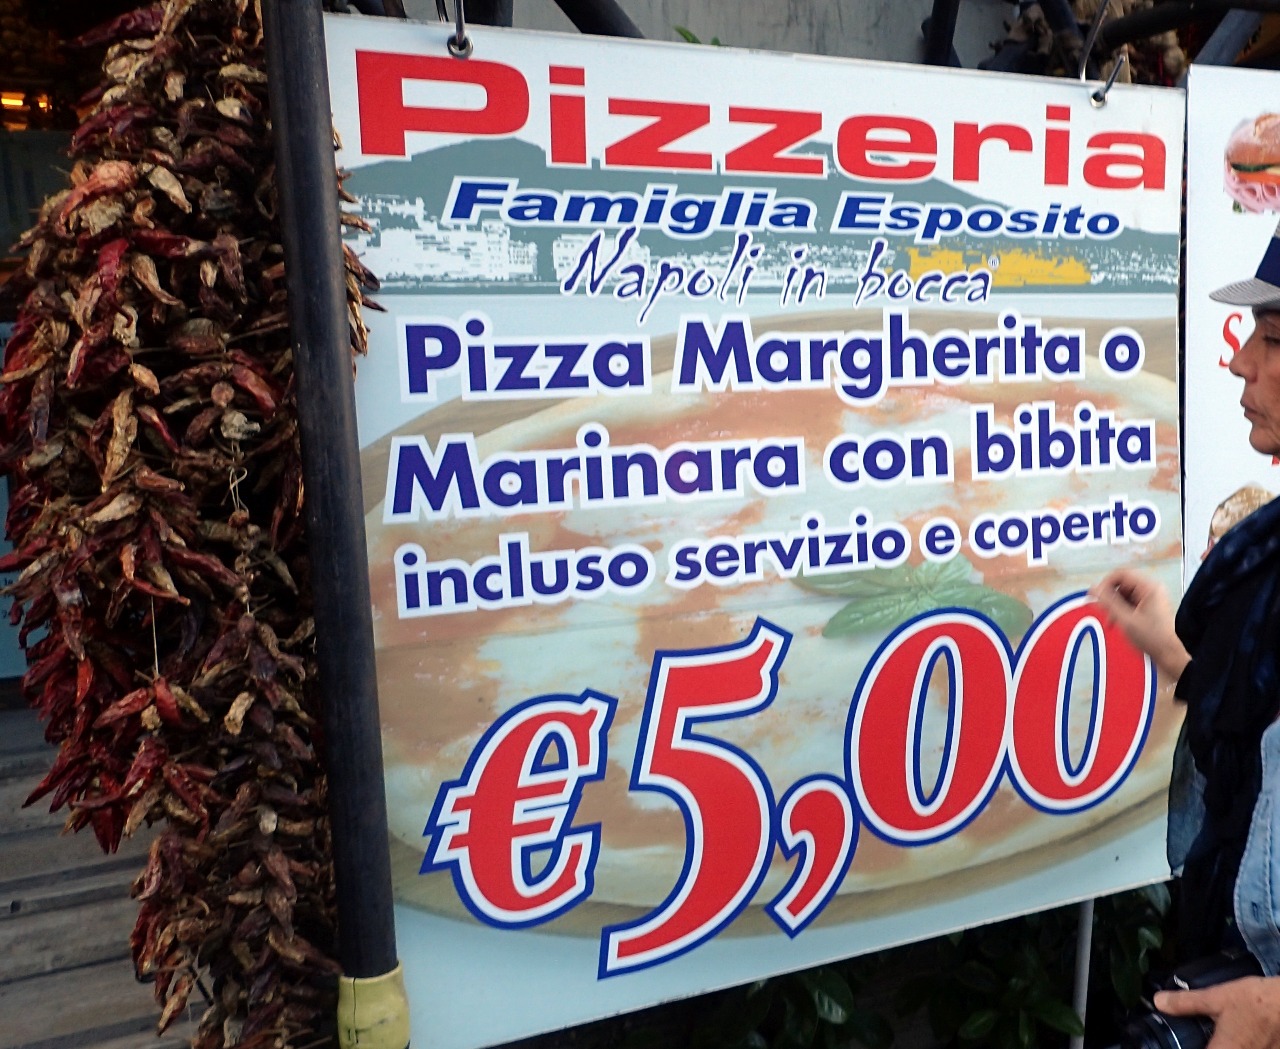 Pizzeria
Famiglia Esposito
Napoli in bocca
Pizza Margherita o
Marinara con bibita
incluso servizio e coperto
€5,00